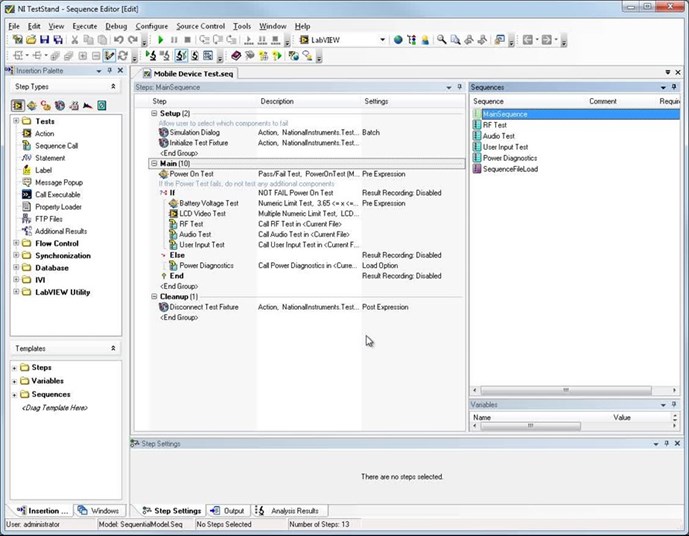 NI TestStand - Sequence Editor [Edit]
File Edit View Execute Debug Configure Source Control Tools Window Help
LabVIEW
Insertion Palette
Step Types
Tests
Action
Sequence Call
Statement
Label
Message Popup
Call Executable
Property Loader
FTP Files
Additional Results
Flow Control
Synchronization
Database
IVI
LabVIEW Utility
Templates
Steps
Variables
Sequences
<Drag Template Here>
Insertion ... Windows
Mobile Device Test.seq
Steps: MainSequence
Step Description Settings
Setup (2)
Allow user to select which components to fail
Simulation Dialog Action, NationalInstruments.Test... Batch
Initialize Test Fixture Action, NationalInstruments.Test...
<End Group>
Main (10)
Power On Test Pass/Fail Test, PowerOnTest (M... Pre Expression
If the Power Test fails, do not test any additional components
If NOT FAIL Power On Test Result Recording: Disabled
Battery Voltage Test Numeric Limit Test, 3.65 <= x <=... Pre Expression
LCD Video Test Multiple Numeric Limit Test, LCD...
RF Test Call RF Test in <Current File>
Audio Test Call Audio Test in <Current File>
User Input Test Call User Input Test in <Current F...
Else Result Recording: Disabled
Power Diagnostics Call Power Diagnostics in <Curre... Load Option
End Result Recording: Disabled
<End Group>
Cleanup (1)
Disconnect Test Fixture Action, NationalInstruments.Test... Post Expression
<End Group>
Sequences
Sequence Comment Require
MainSequence
RF Test
Audio Test
User Input Test
Power Diagnostics
SequenceFileLoad
Variables
Name Value
Step Settings
There are no steps selected.
Step Settings Output Analysis Results
User: administrator Model: SequentialModel.Seq No Steps Selected Number of Steps: 13